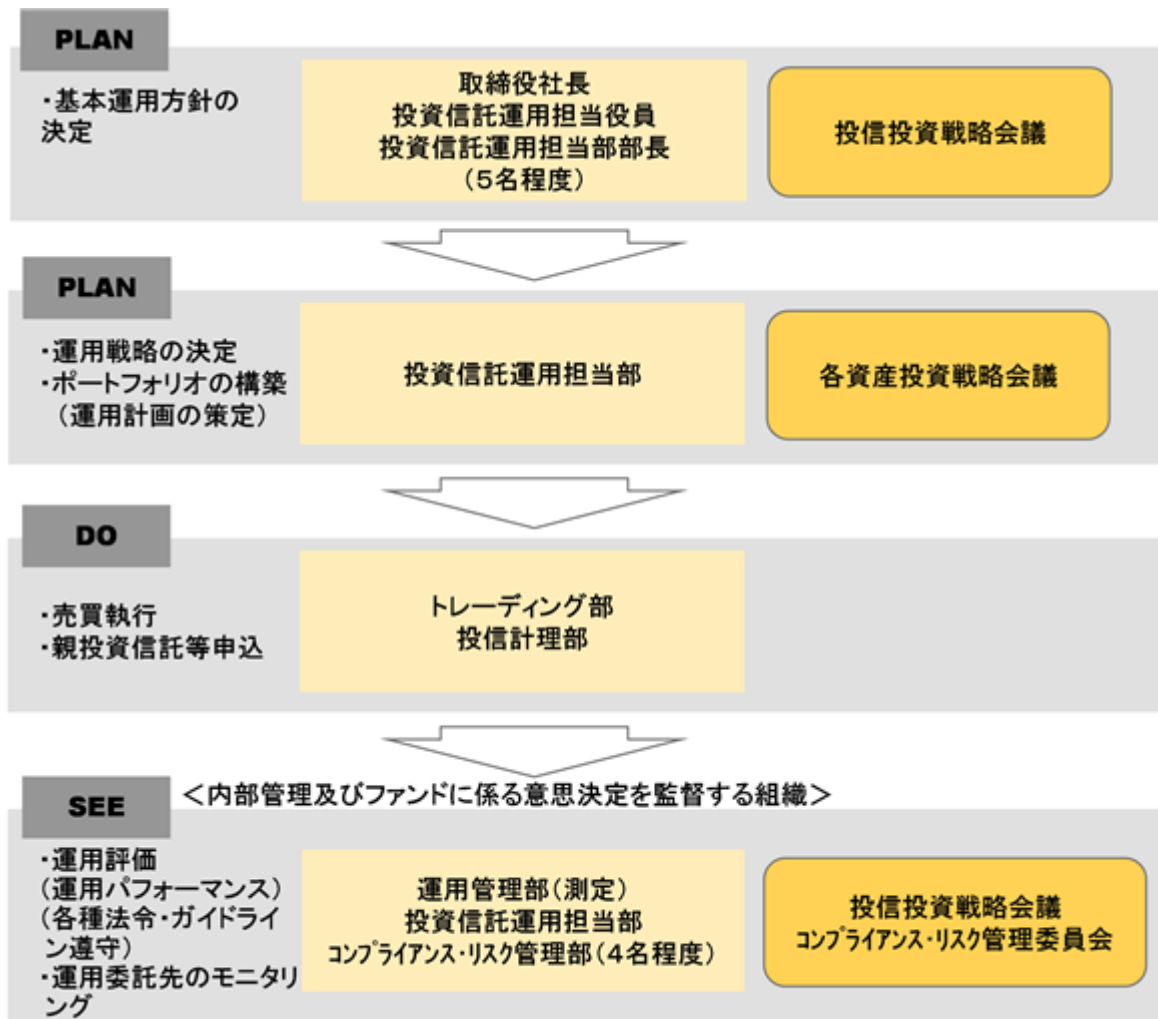 PLAN
・基本運用方針の
決定
取締役社長
投資信託運用担当役員
投資信託運用担当部部長
（５名程度）
投信投資戦略会議
PLAN
・運用戦略の決定
・ポートフォリオの構築
（運用計画の策定）
投資信託運用担当部
各資産投資戦略会議
DO
・売買執行
・親投資信託等申込
トレーディング部
投信計理部
SEE
＜内部管理及びファンドに係る意思決定を監督する組織＞
・運用評価
(運用パフォーマンス)
(各種法令・ガイドライ
ン遵守)
・運用委託先のモニタリ
ング
運用管理部(測定)
投資信託運用担当部
ｺﾝﾌﾟﾗｲｱﾝｽ・ﾘｽｸ管理部(４名程度)
投信投資戦略会議
ｺﾝﾌﾟﾗｲｱﾝｽ・ﾘｽｸ管理委員会